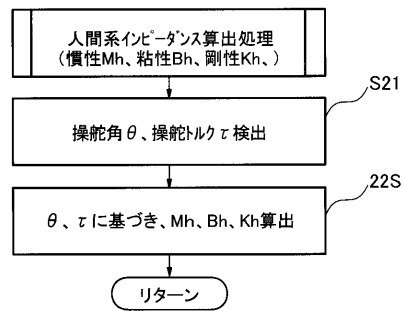 人間系インピーダンス算出処理
(慣性Mh、粘性Bh、剛性Kh、)
S21
操舵角θ、操舵トルクτ検出
22S
θ、τに基づき、Mh、Bh、Kh算出
リターン